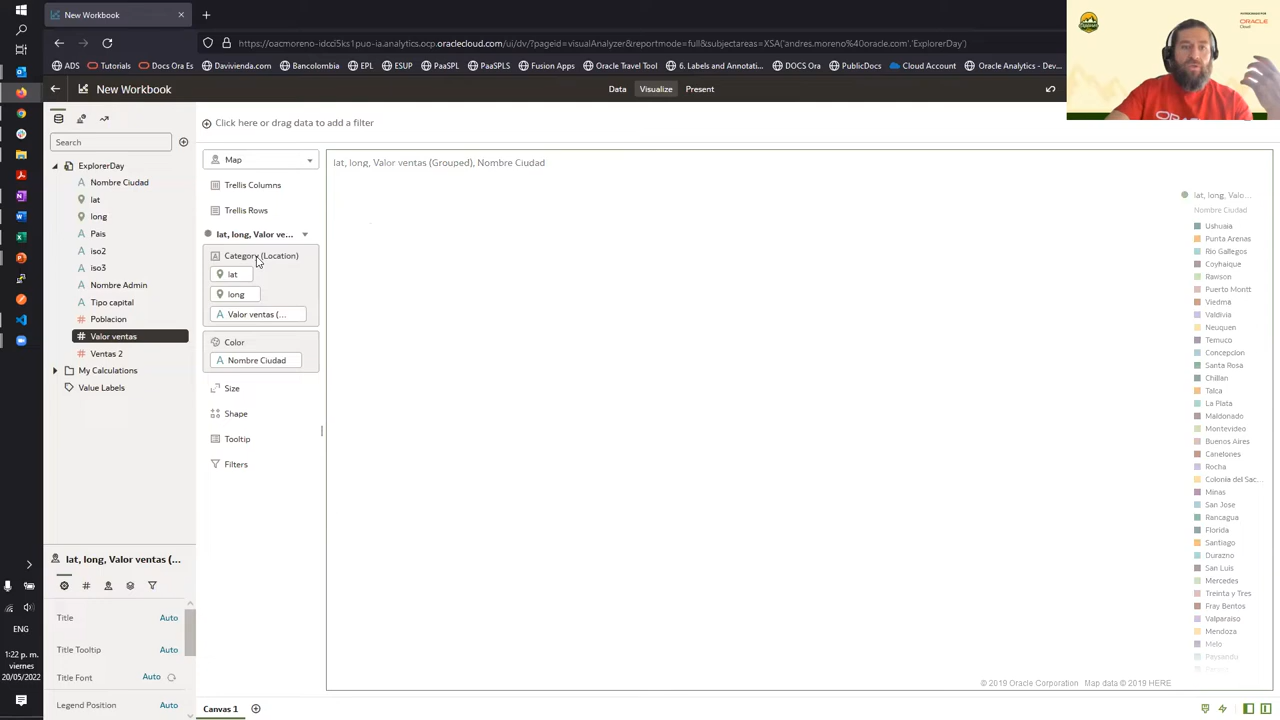 New Workbook
New Workbook
https://oacmoreno-idcci5ks1puo-ia.analytics.ocp.oraclecloud.com/ui/dv/?pageid=visualAnalyzer&reportmode=full&subjectareas=XSA('andres.moreno%40oracle.com'.'ExplorerDay')
ADS
Tutorials
Docs Ora Es
Davivienda
Bancolombia
EPG
ESUP
PaaSPL
Fusion Apps
Oracle Travel Tool
6. Labels and Annotati...
DOCS Ora
PublicDocs
Cloud Account
Oracle Analytics - Dem
New Workbook
Data
Visualize
Present
ORACLE
Cloud
Click here or drag data to add a filter
Search
ExplorerDay
Nombre Ciudad
lat
long
Pais
iso2
iso3
Nombre Admin
Tipo capital
Poblacion
Valor ventas
Ventas 2
My Calculations
Value Labels
Map
Trellis Columns
Trellis Rows
lat, long, Valor ve...
Category (Location)
lat
long
Valor ventas (...
Color
Nombre Ciudad
Size
Shape
Tooltip
Filters
lat, long, Valor ventas (Grouped), Nombre Ciudad
lat, long, Valo...
Nombre Ciudad
Ushuaia
Punta Arenas
Rio Gallegos
Coyhaique
Rawson
Puerto Montt
Viedma
Valdivia
Neuquen
Temuco
Concepcion
Santa Rosa
Chillan
Talca
La Plata
Maldonado
Montevideo
Buenos Aires
Canelones
Rocha
Colonia del Sac...
Minas
San Jose
Rancagua
Florida
Santiago
Durazno
San Luis
Mercedes
Treinta y Tres
Fray Bentos
Valparaiso
Mendoza
Melo
Paysandu
© 2019 Oracle Corporation Map data © 2019 HERE
lat, long, Valor ventas (...
Title Auto
Title Tooltip Auto
Title Font Auto
Legend Position Auto
Canvas 1
ENG
1:22 p. m.
viernes
20/05/2022